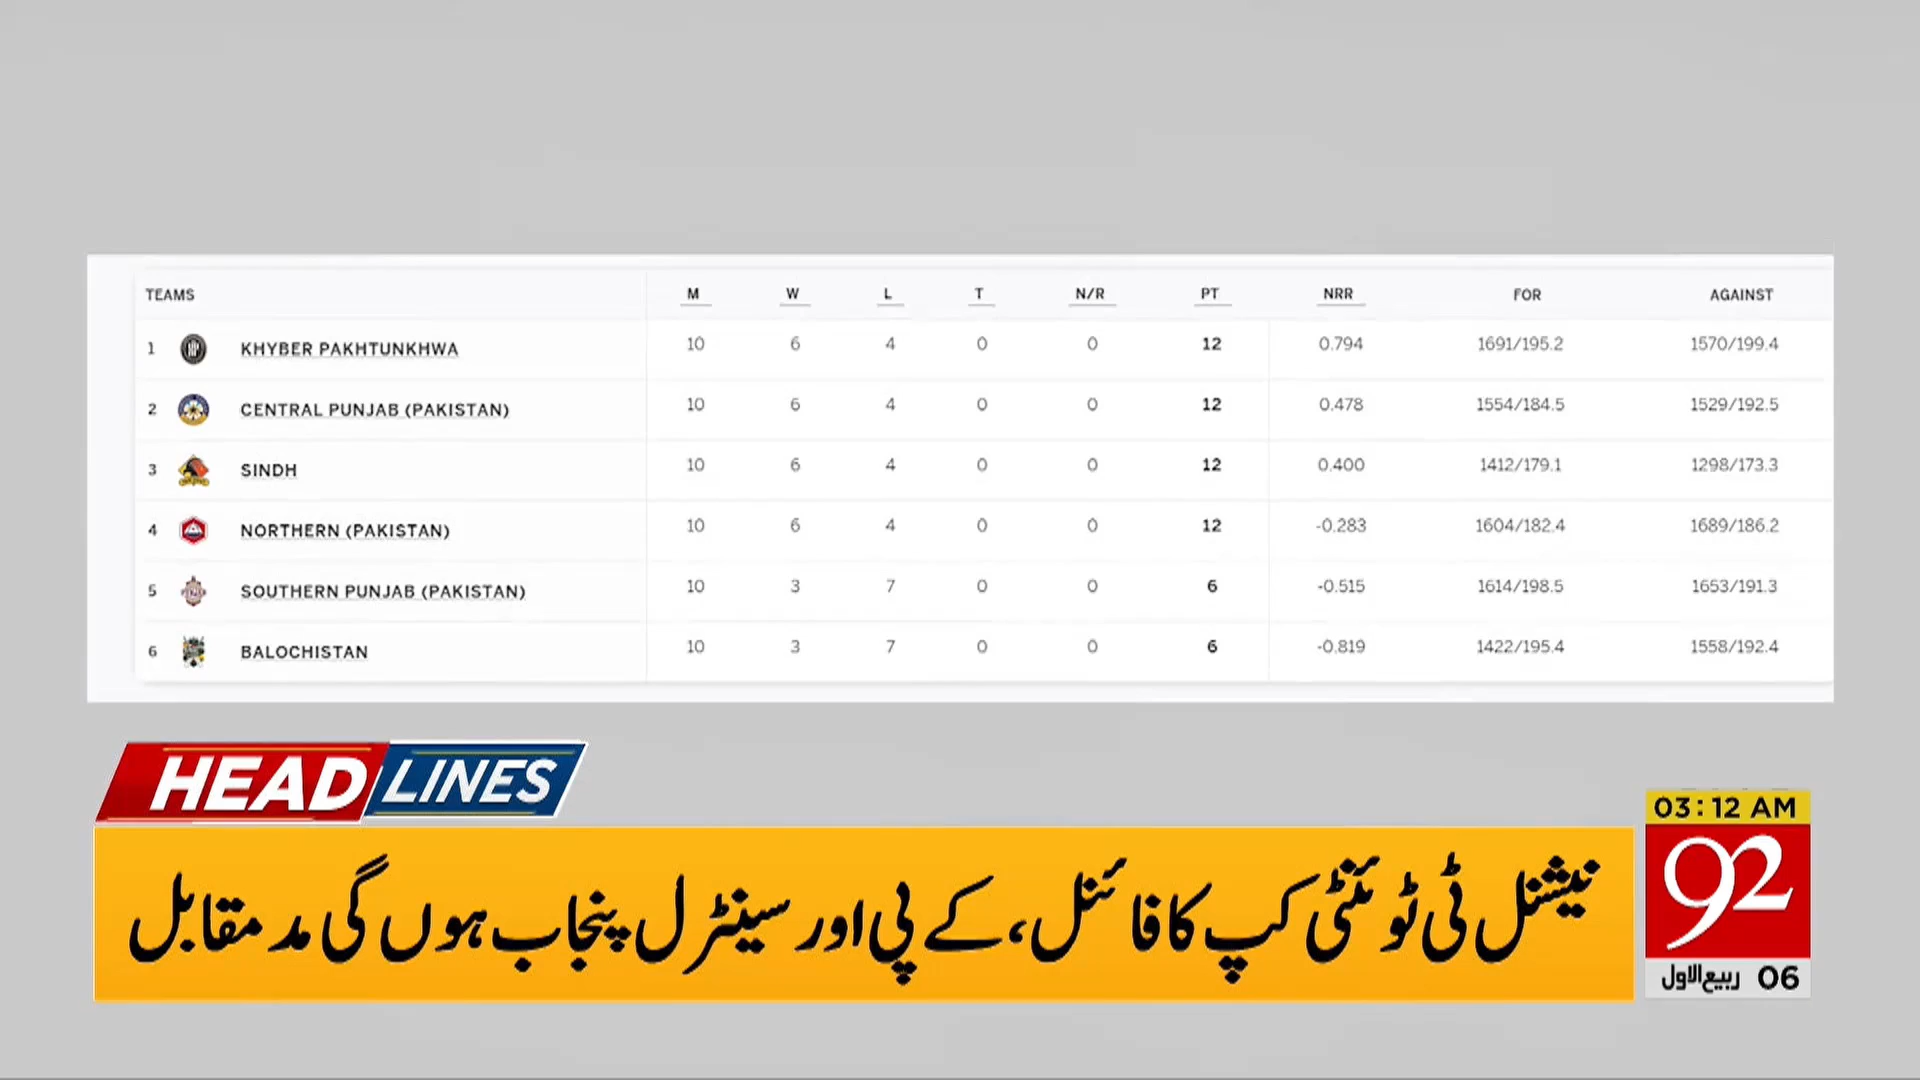 TEAMS M W L T N/R PT NRR FOR AGAINST
1 KHYBER PAKHTUNKHWA 10 6 4 0 0 12 0.794 1691/195.2 1570/199.4
2 CENTRAL PUNJAB (PAKISTAN) 10 6 4 0 0 12 0.478 1554/184.5 1529/192.5
3 SINDH 10 6 4 0 0 12 0.400 1412/179.1 1298/173.3
4 NORTHERN (PAKISTAN) 10 6 4 0 0 12 -0.283 1604/182.4 1689/186.2
5 SOUTHERN PUNJAB (PAKISTAN) 10 3 7 0 0 6 -0.515 1614/198.5 1653/191.3
6 BALOCHISTAN 10 3 7 0 0 6 -0.819 1422/195.4 1558/192.4
HEADLINES
03:12 AM
نیشنل ٹی ٹوئنٹی کپ کا فائنل، کے پی اور سینٹرل پنجاب ہوں گی مد مقابل
92
06 ربیع الاول